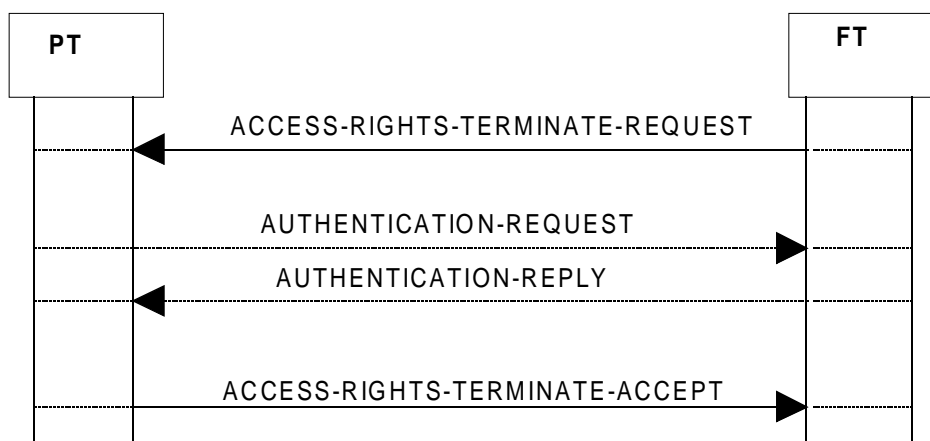 PT
FT
ACCESS-RIGHTS-TERMINATE-REQUEST
AUTHENTICATION-REQUEST
AUTHENTICATION-REPLY
ACCESS-RIGHTS-TERMINATE-ACCEPT